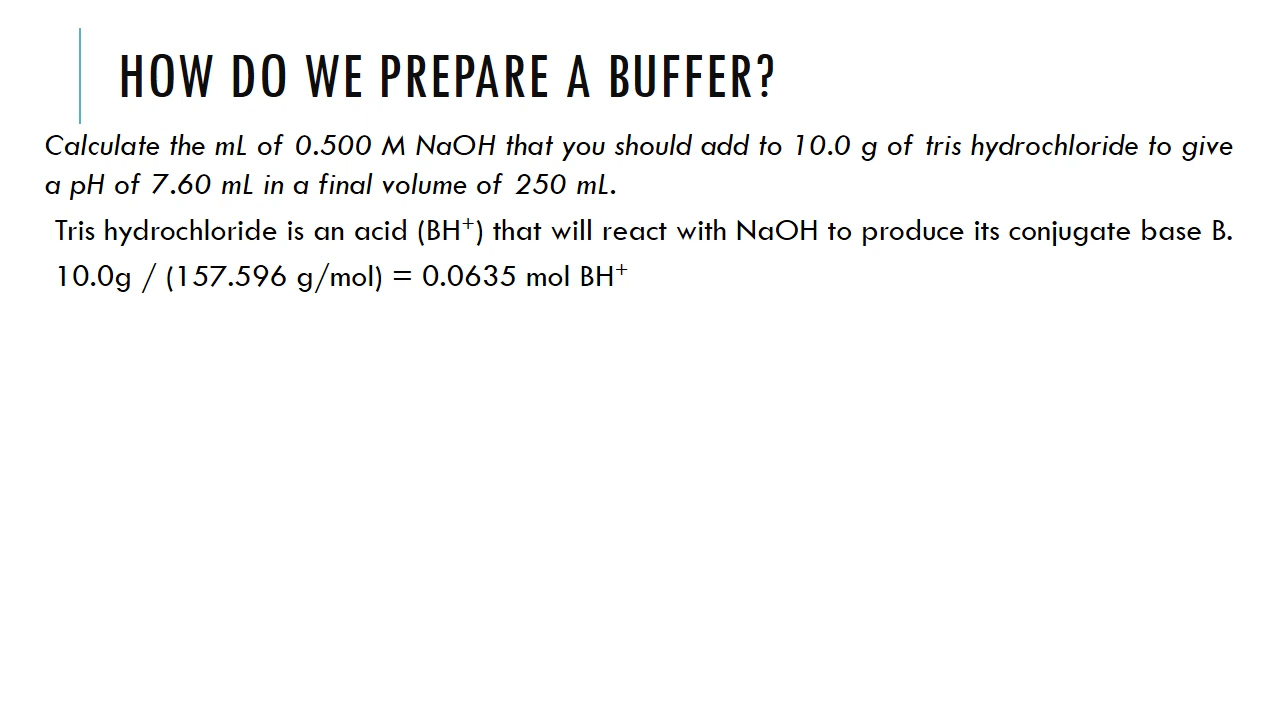 HOW DO WE PREPARE A BUFFER?
Calculate the mL of 0.500 M NaOH that you should add to 10.0 g of tris hydrochloride to give
a pH of 7.60 mL in a final volume of 250 mL.
Tris hydrochloride is an acid (BH⁺) that will react with NaOH to produce its conjugate base B.
10.0g / (157.596 g/mol) = 0.0635 mol BH⁺